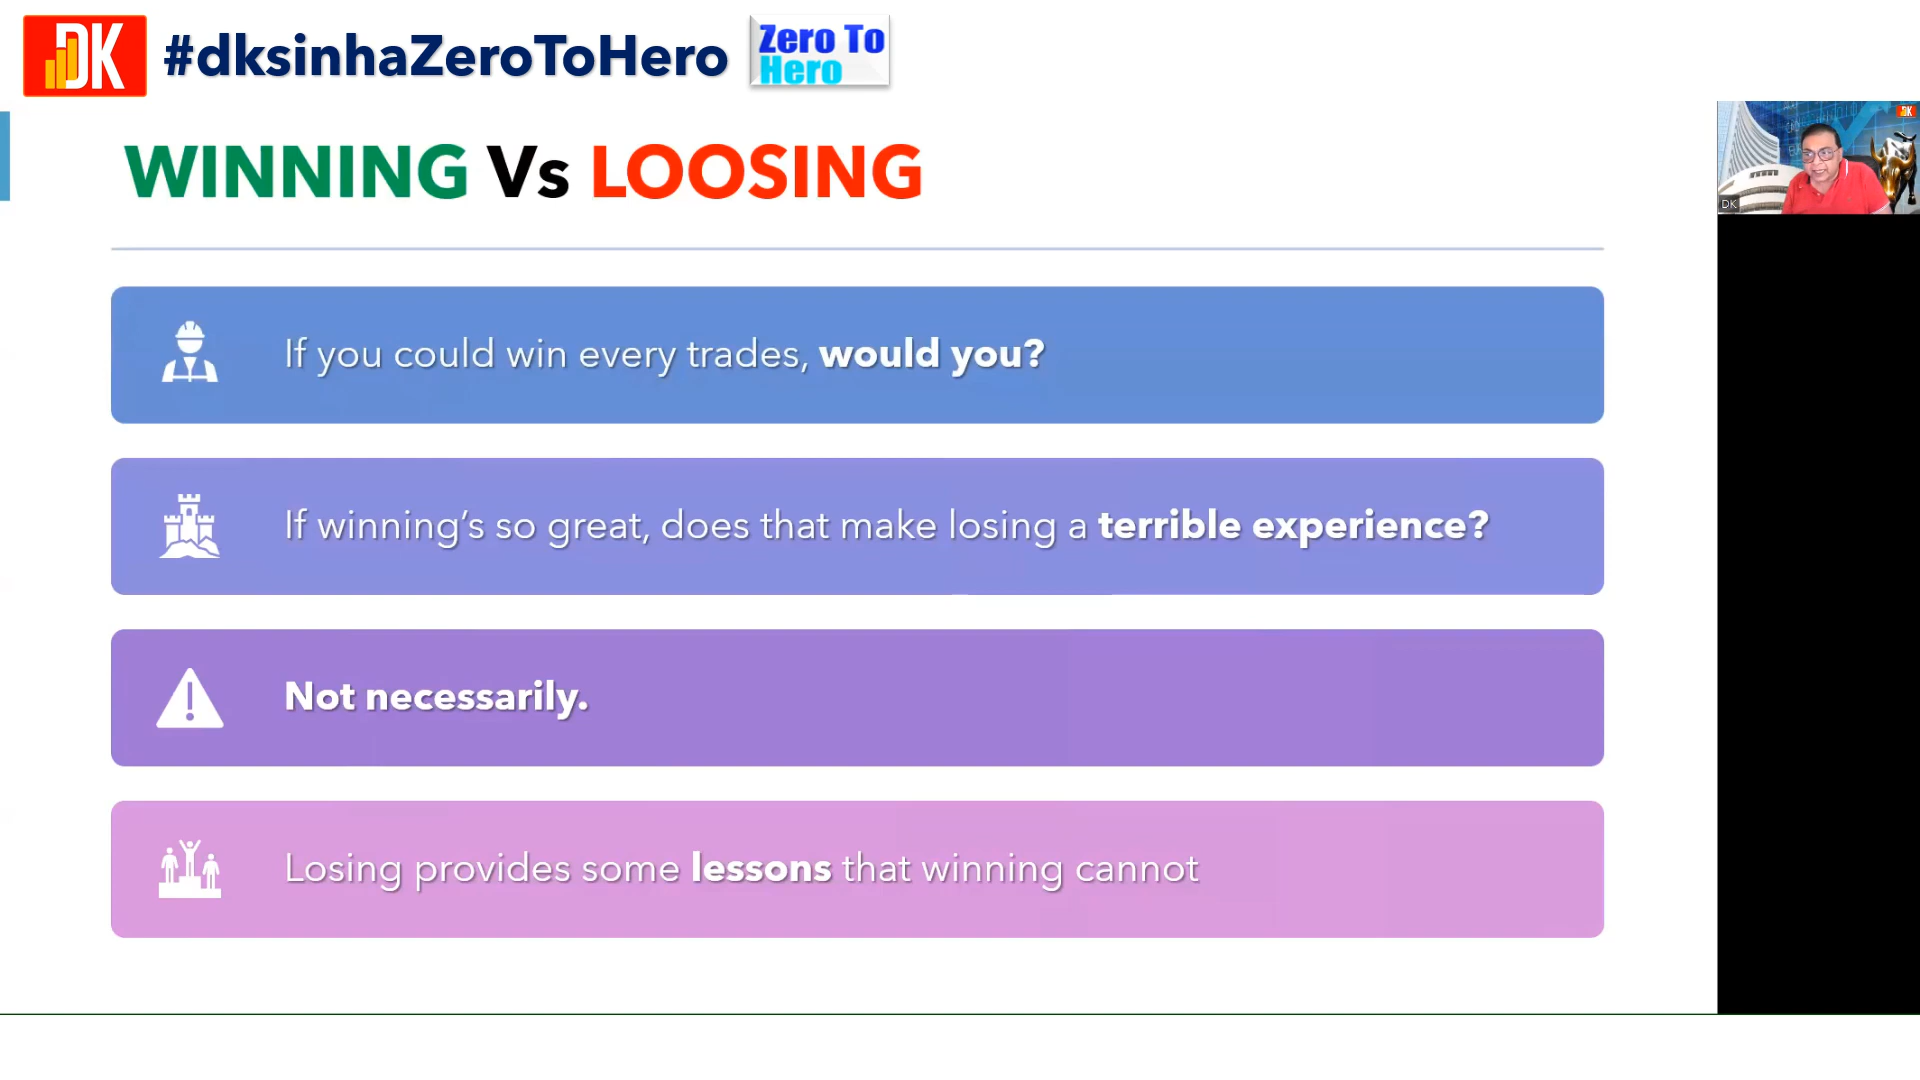 DK #dksinhaZeroToHero Zero To
Hero
WINNING Vs LOOSING
DK
DK
If you could win every trades, would you?
If winning’s so great, does that make losing a terrible experience?
Not necessarily.
Losing provides some lessons that winning cannot